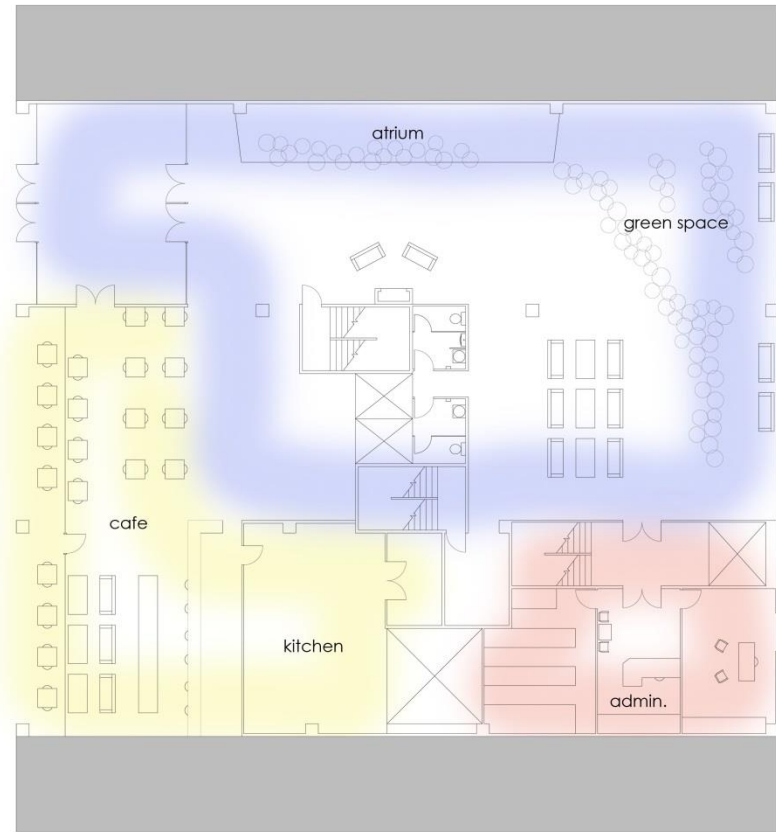 atrium
green space
cafe
kitchen
admin.